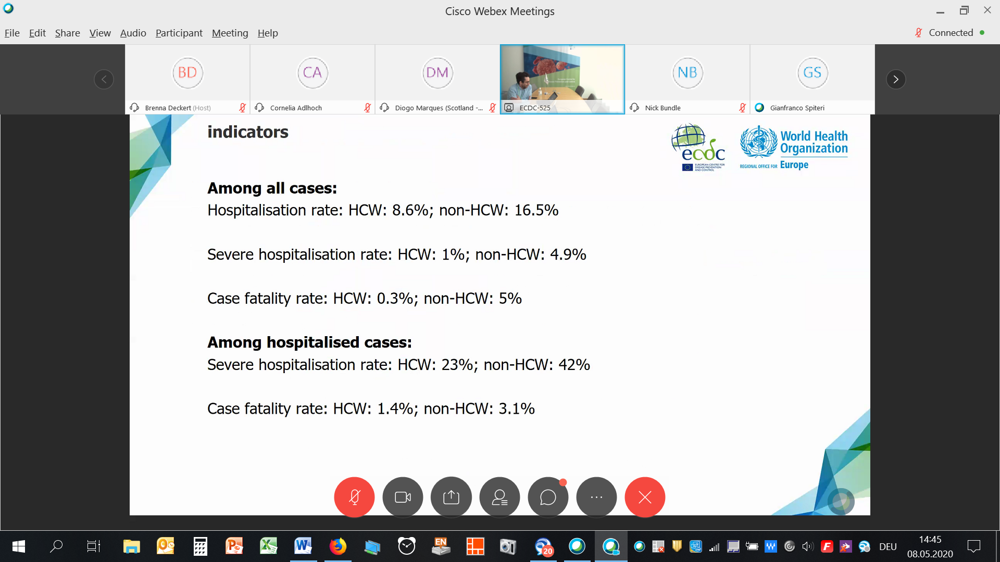 Cisco Webex Meetings
File Edit Share View Audio Participant Meeting Help
Connected
BD
CA
DM
NB
GS
Brenna Deckert (Host)
Cornelia Adlhoch
Diogo Marques (Scotland -...
ECDC-525
Nick Bundle
Gianfranco Spiteri
indicators
ecdc
EUROPEAN CENTRE FOR
DISEASE PREVENTION
AND CONTROL
World Health
Organization
REGIONAL OFFICE FOR Europe
Among all cases:
Hospitalisation rate: HCW: 8.6%; non-HCW: 16.5%
Severe hospitalisation rate: HCW: 1%; non-HCW: 4.9%
Case fatality rate: HCW: 0.3%; non-HCW: 5%
Among hospitalised cases:
Severe hospitalisation rate: HCW: 23%; non-HCW: 42%
Case fatality rate: HCW: 1.4%; non-HCW: 3.1%
EN
20
DEU
14:45
08.05.2020